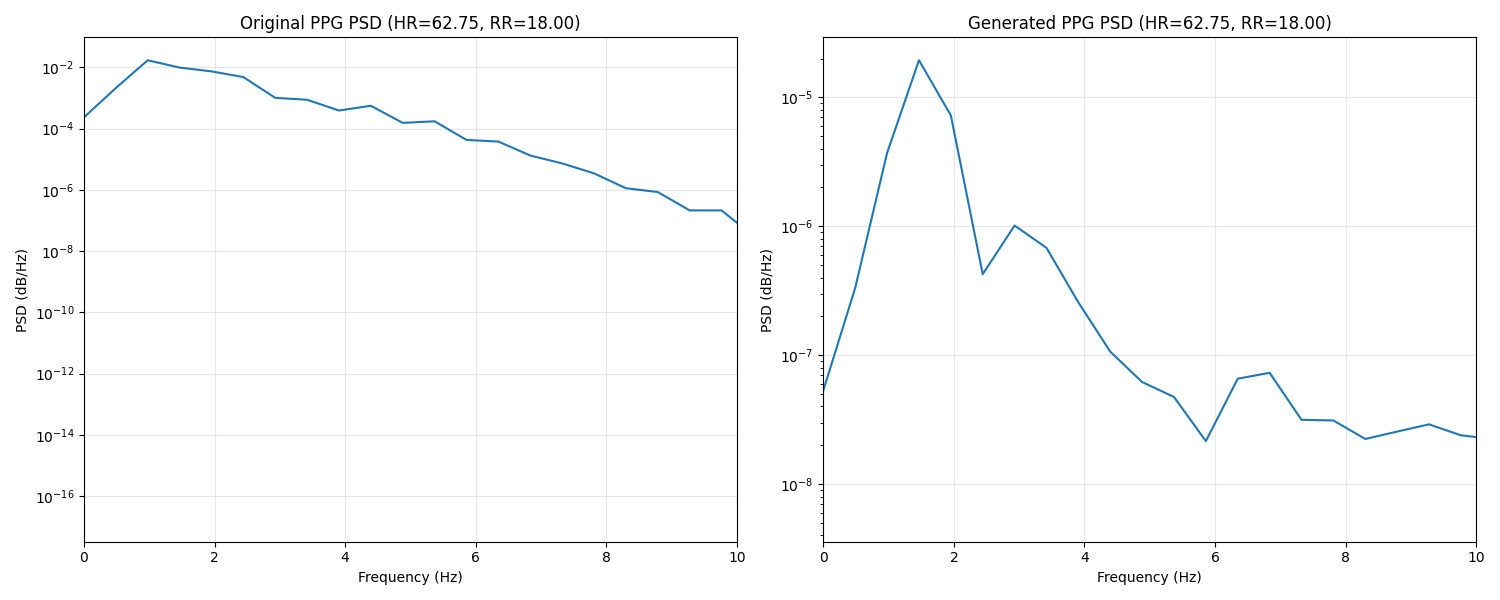 Original PPG PSD (HR=62.75, RR=18.00)
PSD (dB/Hz)
10⁻²
10⁻⁴
10⁻⁶
10⁻⁸
10⁻¹⁰
10⁻¹²
10⁻¹⁴
10⁻¹⁶
0 2 4 6 8 10
Frequency (Hz)
Generated PPG PSD (HR=62.75, RR=18.00)
PSD (dB/Hz)
10⁻⁵
10⁻⁶
10⁻⁷
10⁻⁸
0 2 4 6 8 10
Frequency (Hz)